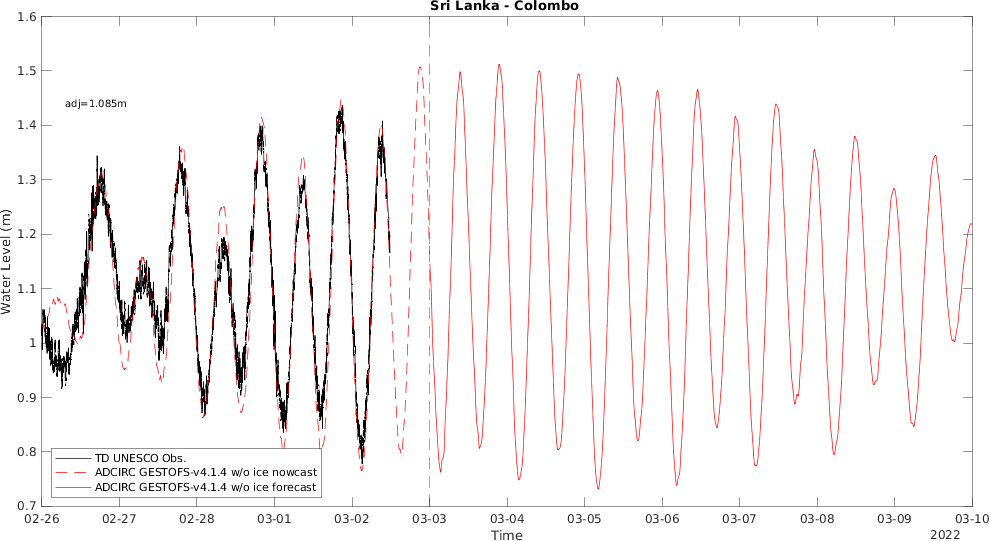 Sri Lanka - Colombo
adj=1.085m
Water Level (m)
1.6
1.5
1.4
1.3
1.2
1.1
1
0.9
0.8
0.7
TD UNESCO Obs.
ADCIRC GESTOFS-v4.1.4 w/o ice nowcast
ADCIRC GESTOFS-v4.1.4 w/o ice forecast
02-26 02-27 02-28 03-01 03-02 03-03 03-04 03-05 03-06 03-07 03-08 03-09 03-10
Time
2022